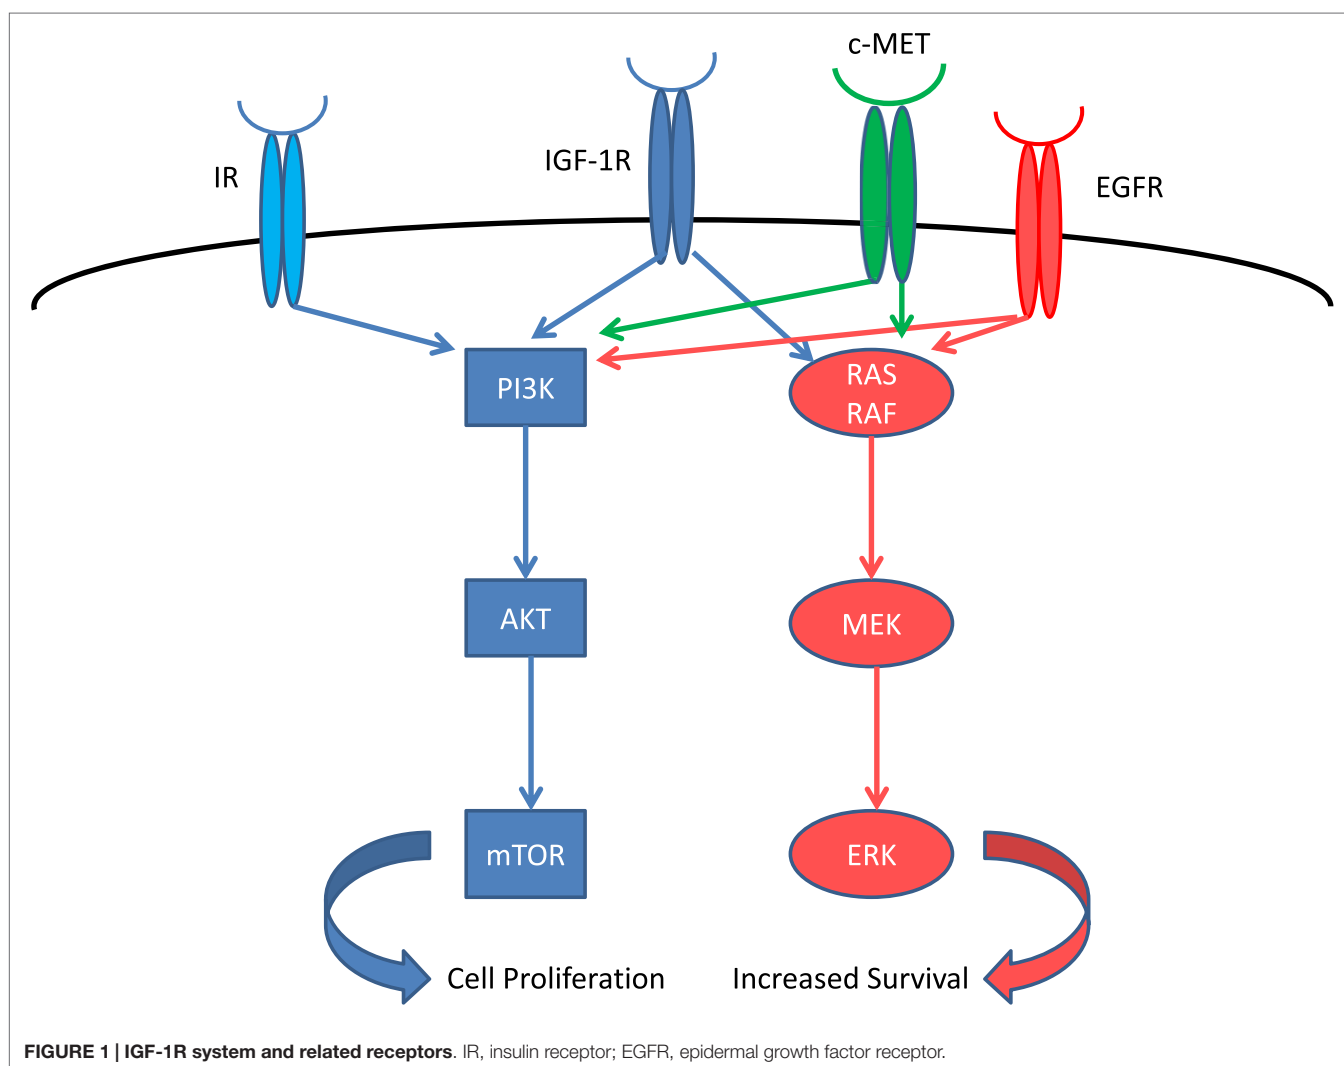 c-MET
IGF-1R
IR
EGFR
PI3K
RAS
RAF
AKT
MEK
mTOR
ERK
Cell Proliferation
Increased Survival
FIGURE 1 | IGF-1R system and related receptors. IR, insulin receptor; EGFR, epidermal growth factor receptor.